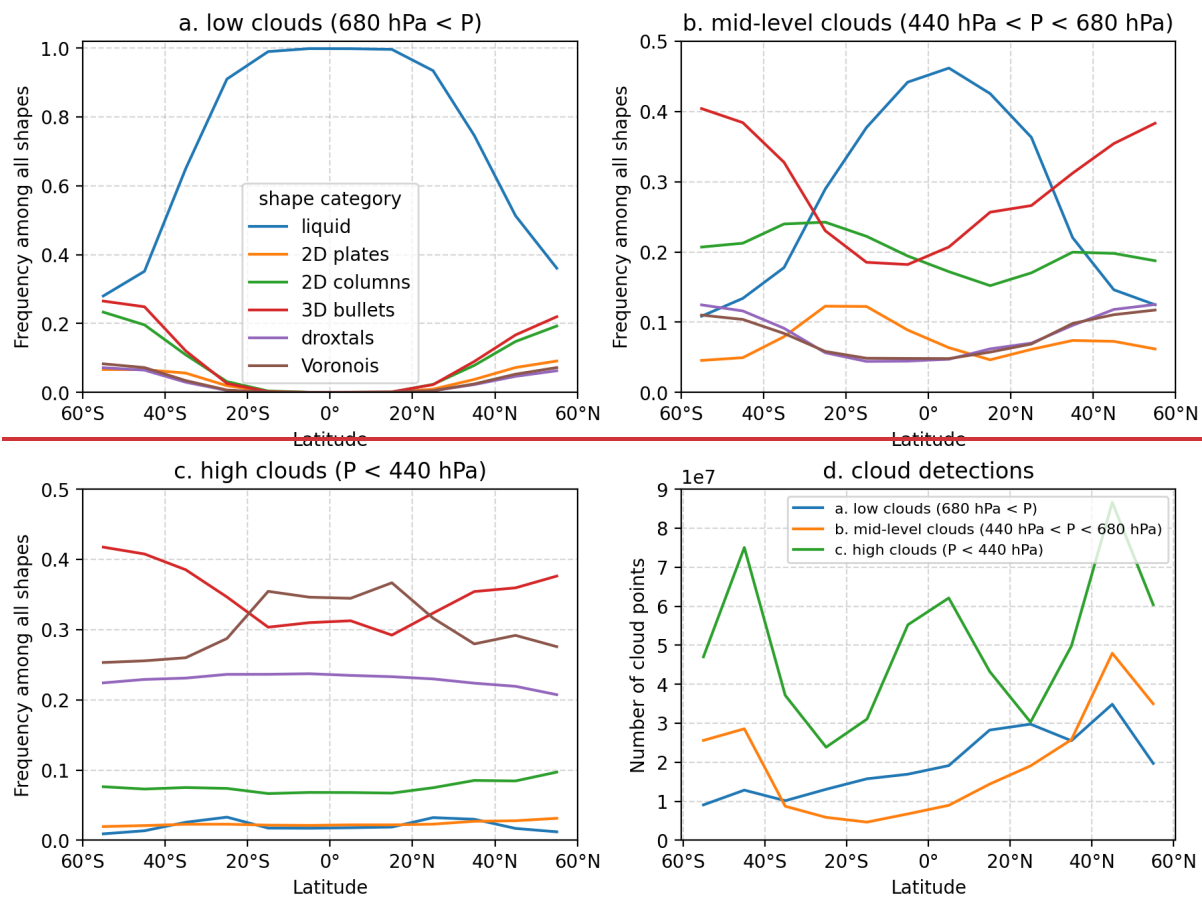 a. low clouds (680 hPa < P)
Frequency among all shapes
1.0
0.8
0.6
0.4
0.2
0.0
shape category
liquid
2D plates
2D columns
3D bullets
droxtals
Voronois
60°S 40°S 20°S 0° 20°N 40°N 60°N
Latitude
b. mid-level clouds (440 hPa < P < 680 hPa)
Frequency among all shapes
0.5
0.4
0.3
0.2
0.1
0.0
60°S 40°S 20°S 0° 20°N 40°N 60°N
Latitude
c. high clouds (P < 440 hPa)
Frequency among all shapes
0.5
0.4
0.3
0.2
0.1
0.0
60°S 40°S 20°S 0° 20°N 40°N 60°N
Latitude
d. cloud detections
1e7
Number of cloud points
9
8
7
6
5
4
3
2
1
0
a. low clouds (680 hPa < P)
b. mid-level clouds (440 hPa < P < 680 hPa)
c. high clouds (P < 440 hPa)
60°S 40°S 20°S 0° 20°N 40°N 60°N
Latitude